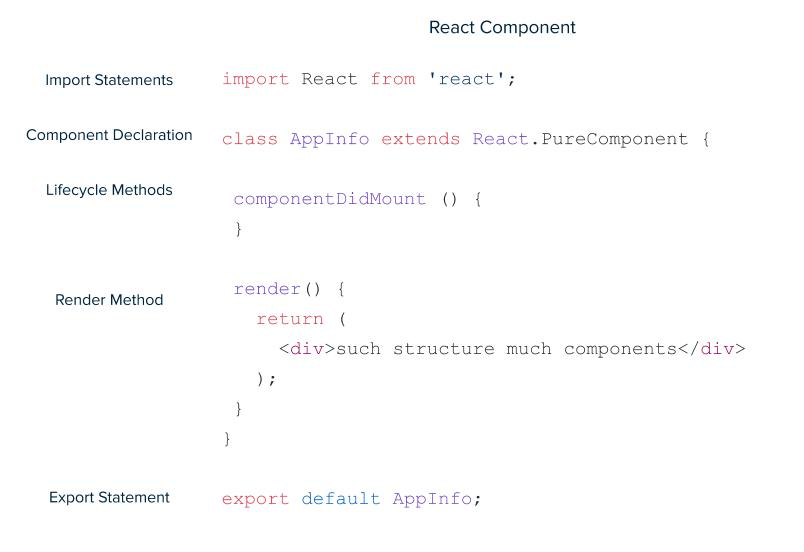 React Component
Import Statements import React from 'react';
Component Declaration class AppInfo extends React.PureComponent {
Lifecycle Methods componentDidMount () {
}
render() {
Render Method
return (
<div>such structure much components</div>
);
}
}
Export Statement export default AppInfo;